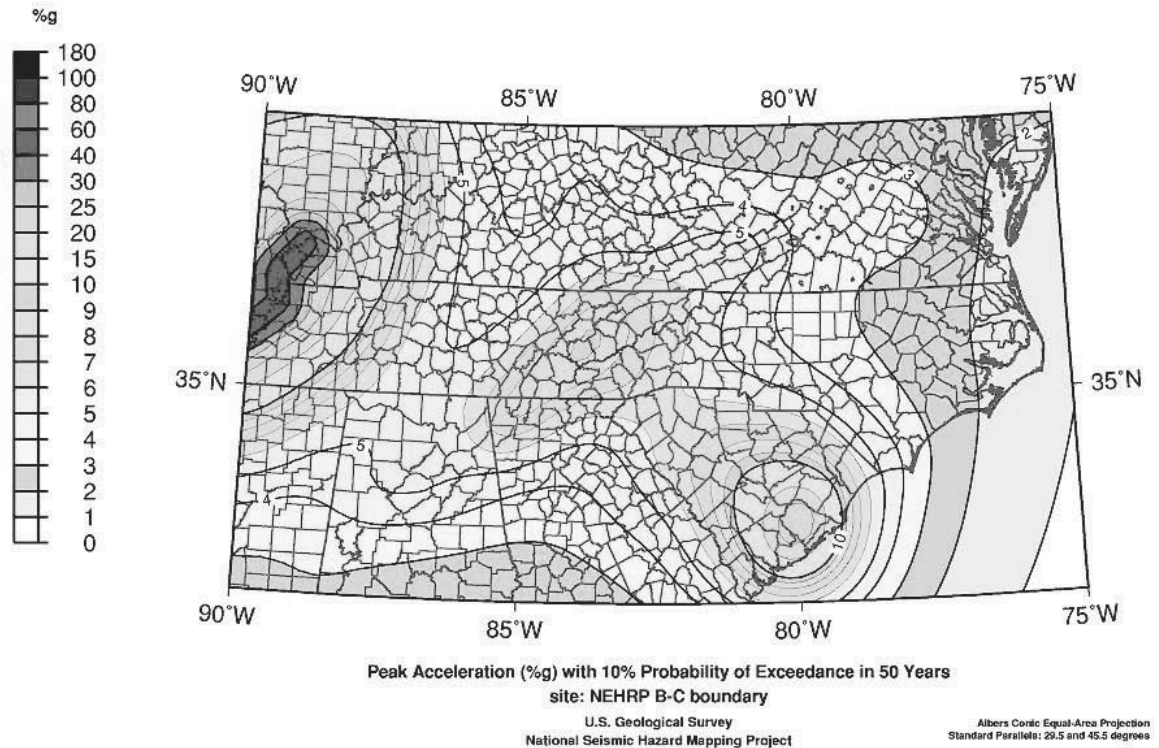 %g
180
100
80
60
40
30
25
20
15
10
9
8
7
6
5
4
3
2
1
0
90˚W
85˚W
80˚W
75˚W
2
3
5
4
5
35˚N
35˚N
5
4
10
90˚W
85˚W
80˚W
75˚W
Peak Acceleration (%g) with 10% Probability of Exceedance in 50 Years
site: NEHRP B-C boundary
U.S. Geological Survey
National Seismic Hazard Mapping Project
Albers Conic Equal-Area Projection
Standard Parallels: 29.5 and 45.5 degrees